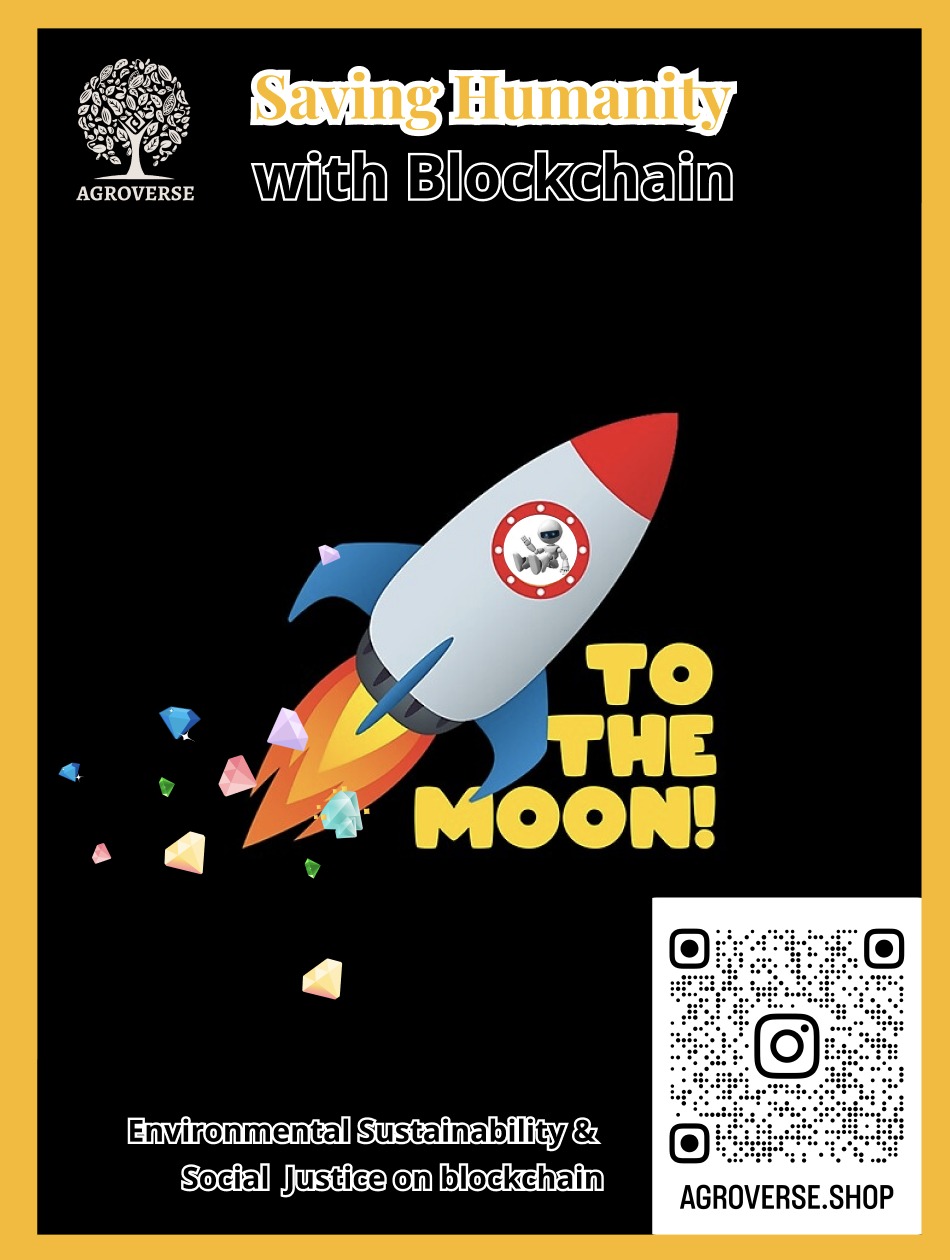 AGROVERSE
Saving Humanity
with Blockchain
TO
THE
MOON!
Environmental Sustainability &
Social Justice on blockchain
AGROVERSE.SHOP